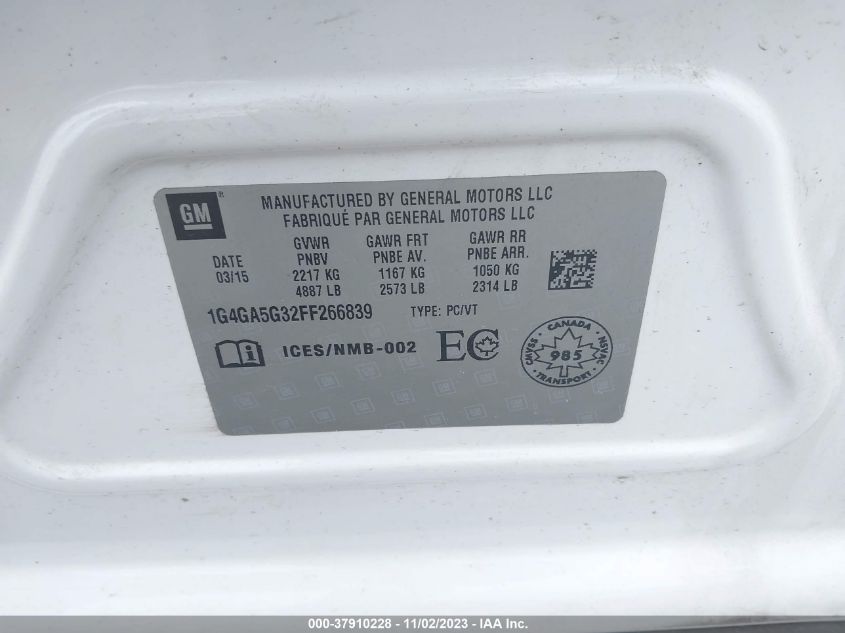 GM ®
MANUFACTURED BY GENERAL MOTORS LLC
FABRIQUÉ PAR GENERAL MOTORS LLC
DATE
03/15
GVWR
PNBV
2217 KG
4887 LB
GAWR FRT
PNBE AV.
1167 KG
2573 LB
GAWR RR
PNBE ARR.
1050 KG
2314 LB
1G4GA5G32FF266839 TYPE: PC/VT
i ICES/NMB-002 EC
CANADA
CMVSS 985 NSVAC
TRANSPORT
000-37910228 - 11/02/2023 - IAA Inc.